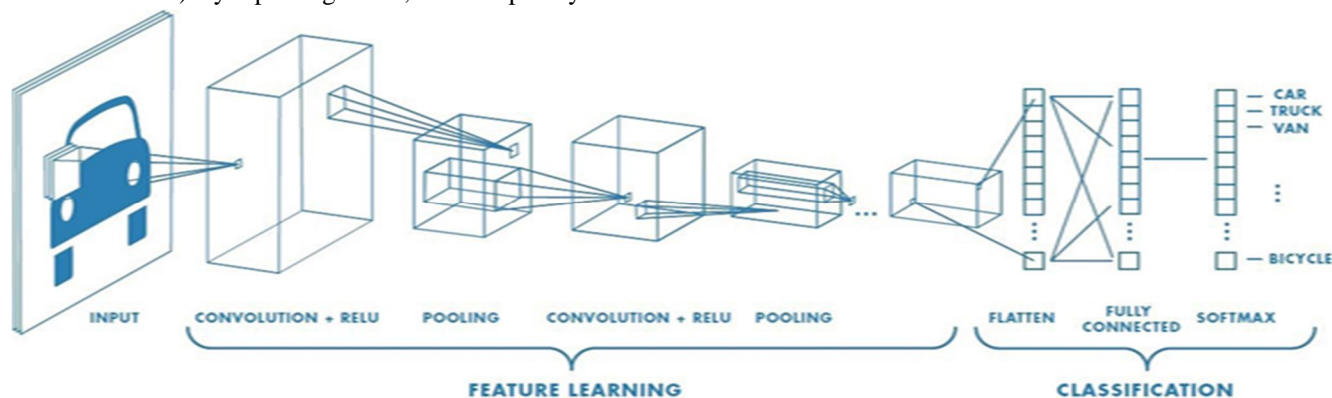 INPUT
CONVOLUTION + RELU
POOLING
CONVOLUTION + RELU
POOLING
FEATURE LEARNING
CAR
TRUCK
VAN
BICYCLE
FLATTEN
FULLY
CONNECTED
SOFTMAX
CLASSIFICATION